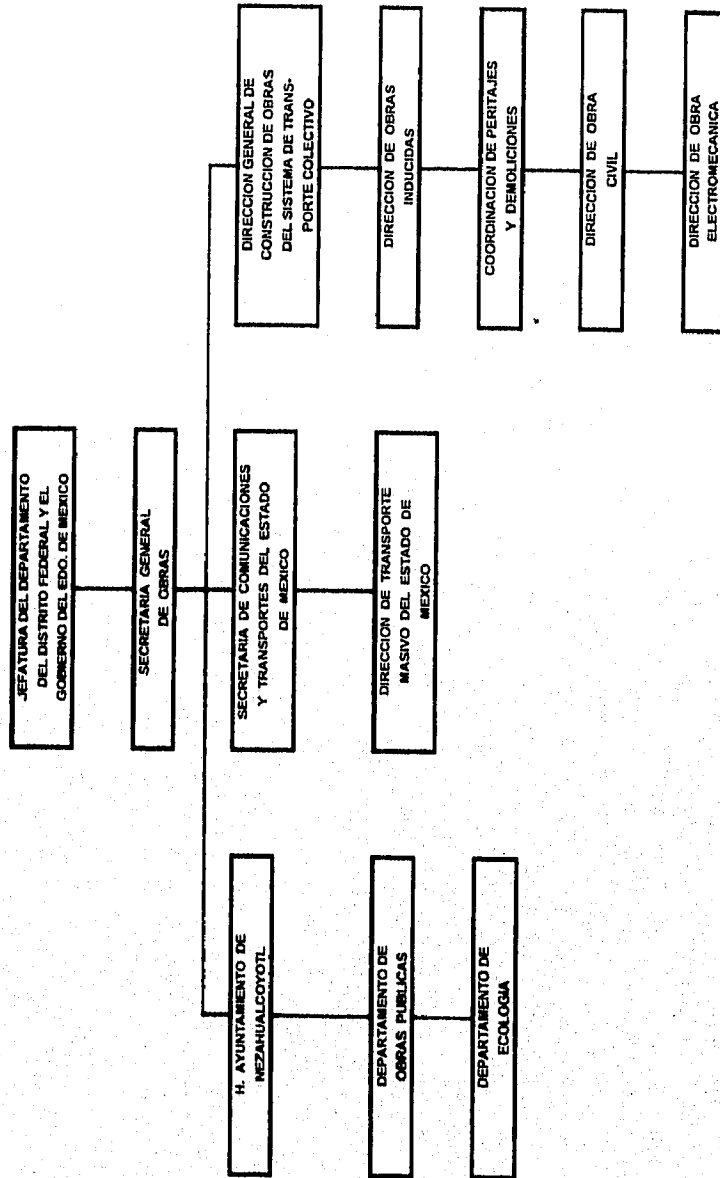 JEFATURA DEL DEPARTAMENTO
DEL DISTRITO FEDERAL Y EL
GOBIERNO DEL EDO. DE MEXICO
SECRETARIA GENERAL
DE OBRAS
H. AYUNTAMIENTO DE
NEZAHUALCOYOTL
DEPARTAMENTO DE
OBRAS PUBLICAS
DEPARTAMENTO DE
ECOLOGIA
SECRETARIA DE COMUNICACIONES
Y TRANSPORTES DEL ESTADO
DE MEXICO
DIRECCION DE TRANSPORTE
MASIVO DEL ESTADO DE
MEXICO
DIRECCION GENERAL DE
CONSTRUCCION DE OBRAS
DEL SISTEMA DE TRANS-
PORTE COLECTIVO
DIRECCION DE OBRAS
INDUCIDAS
COORDINACION DE PERITAJES
Y DEMOLICIONES
DIRECCION DE OBRA
CIVIL
DIRECCION DE OBRA
ELECTROMECANICA